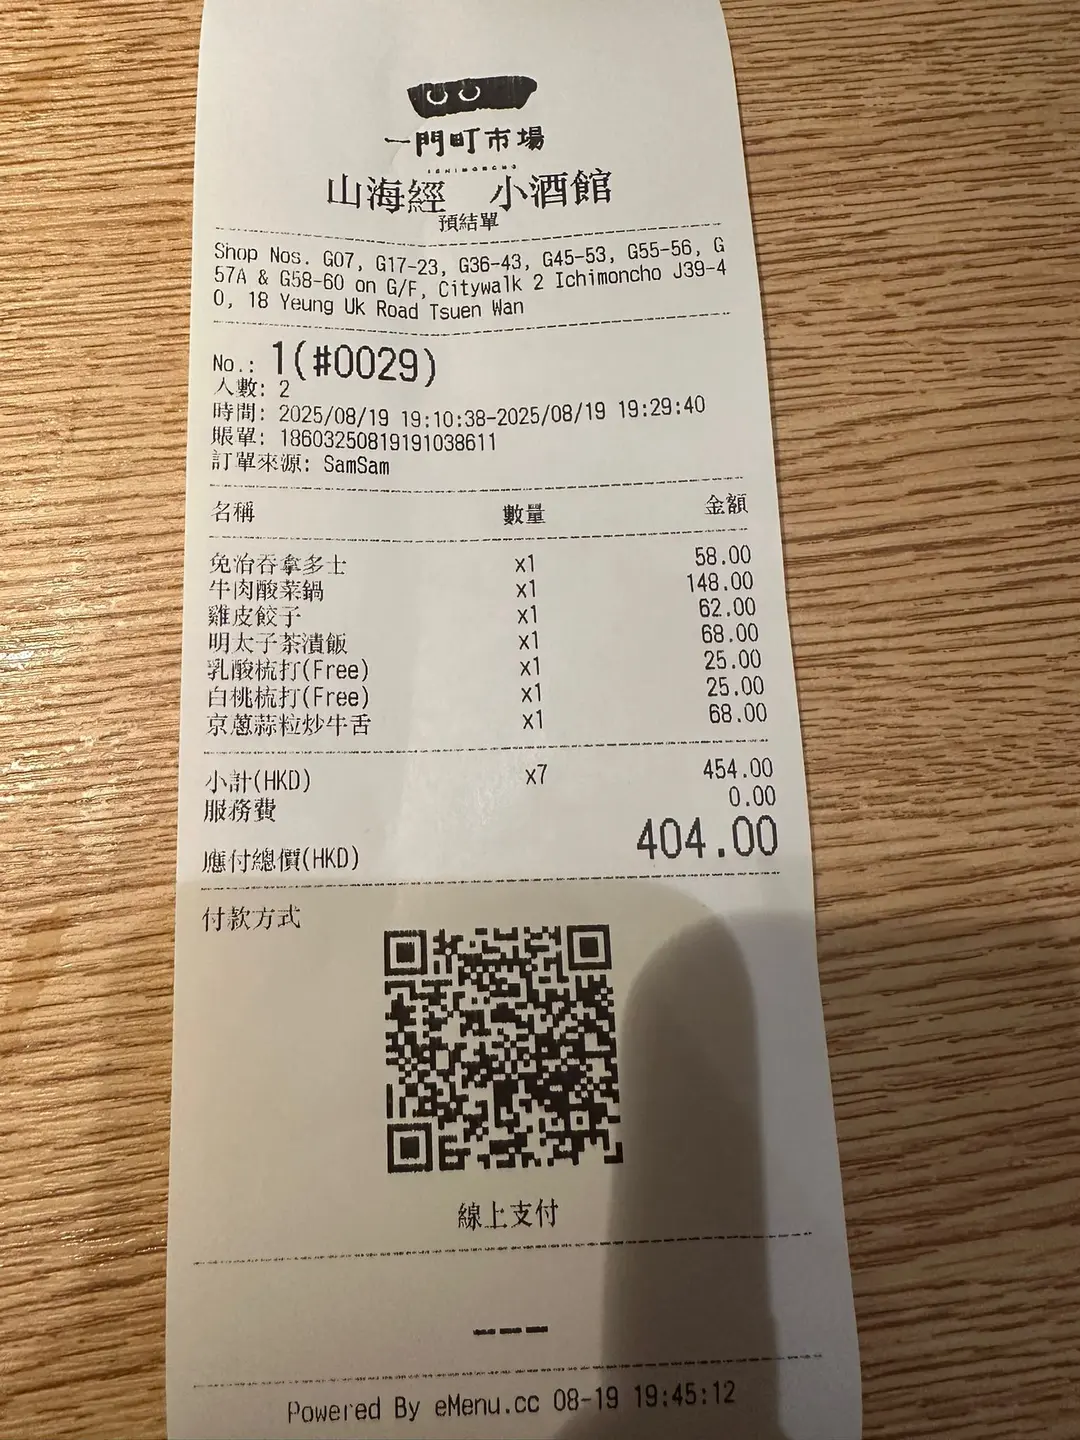 一門町市場
ICHIMONCHO
山海經 小酒館
預結單
Shop Nos. G07, G17-23, G36-43, G45-53, G55-56, G
57A & G58-60 on G/F, Citywalk 2 Ichimoncho J39-4
0, 18 Yeung Uk Road Tsuen Wan
No.: 1(#0029)
人數: 2
時間: 2025/08/19 19:10:38-2025/08/19 19:29:40
賬單: 18603250819191038611
訂單來源: SamSam
名稱 數量 金額
免治吞拿多士 x1 58.00
牛肉酸菜鍋 x1 148.00
雞皮餃子 x1 62.00
明太子茶漬飯 x1 68.00
乳酸梳打(Free) x1 25.00
白桃梳打(Free) x1 25.00
京蔥蒜粒炒牛舌 x1 68.00
小計(HKD) x7 454.00
服務費 0.00
應付總價(HKD) 404.00
付款方式
線上支付
Powered By eMenu.cc 08-19 19:45:12